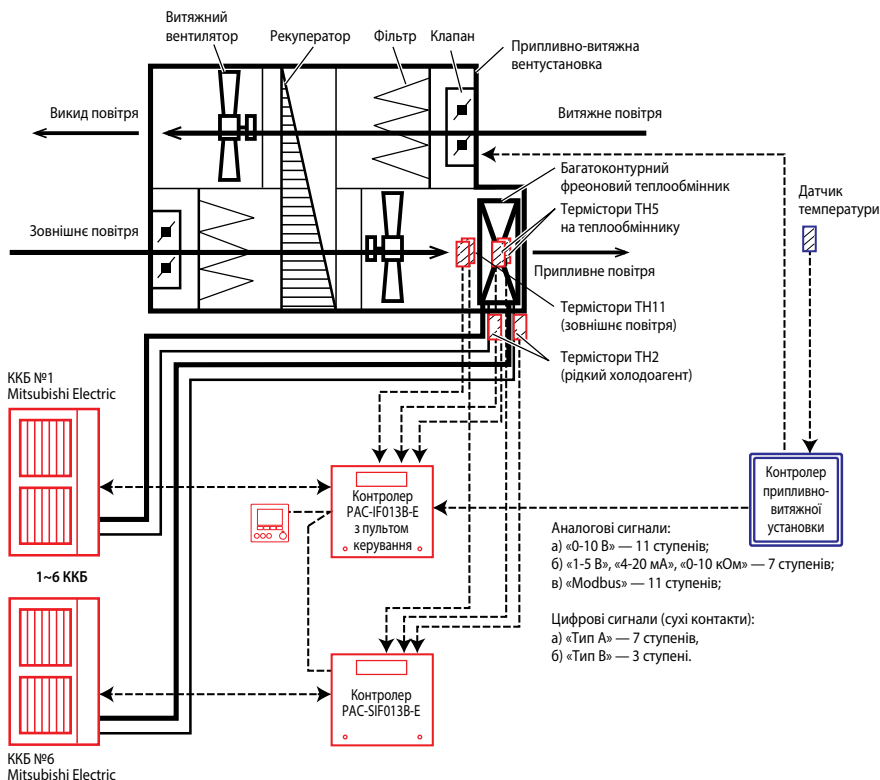 Витяжний
вентилятор
Рекуператор
Фільтр
Клапан
Припливно-витяжна
вентустановка
Викид повітря
Витяжне повітря
Багатоконтурний
фреоновий теплообмінник
Термістори TH5
на теплообміннику
Датчик
температури
Зовнішнє повітря
Припливне повітря
Термістори TH11
(зовнішнє повітря)
Термістори TH2
(рідкий холодоагент)
ККБ №1
Mitsubishi Electric
Контролер
PAC-IF013B-E
з пультом
керування
Контролер
припливно-
витяжної
установки
Аналогові сигнали:
а) «0-10 В» — 11 ступенів;
б) «1-5 В», «4-20 мА», «0-10 кОм» — 7 ступенів;
в) «Modbus» — 11 ступенів;
1~6 ККБ
Цифрові сигнали (сухі контакти):
а) «Тип А» — 7 ступенів,
б) «Тип В» — 3 ступені.
Контролер
PAC-SIF013B-E
ККБ №6
Mitsubishi Electric